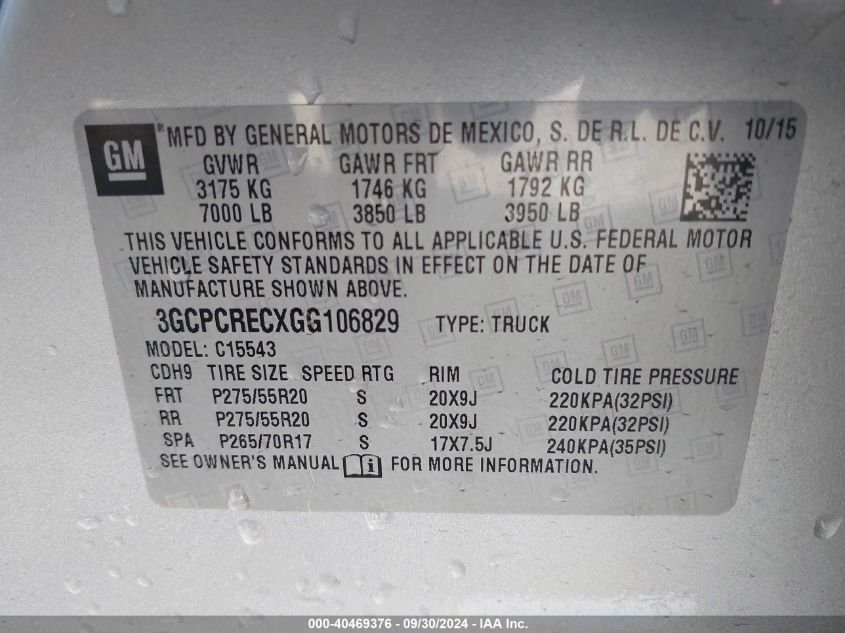 GM ® MFD BY GENERAL MOTORS DE MEXICO, S. DE R.L. DE C.V. 10/15
GVWR GAWR FRT GAWR RR
3175 KG 1746 KG 1792 KG
7000 LB 3850 LB 3950 LB
THIS VEHICLE CONFORMS TO ALL APPLICABLE U.S. FEDERAL MOTOR
VEHICLE SAFETY STANDARDS IN EFFECT ON THE DATE OF
MANUFACTURE SHOWN ABOVE.
3GCPCRECXGG106829 TYPE: TRUCK
MODEL: C15543
CDH9 TIRE SIZE SPEED RTG RIM COLD TIRE PRESSURE
FRT P275/55R20 S 20X9J 220KPA(32PSI)
RR P275/55R20 S 20X9J 220KPA(32PSI)
SPA P265/70R17 S 17X7.5J 240KPA(35PSI)
SEE OWNER'S MANUAL FOR MORE INFORMATION.
000-40469376 - 09/30/2024 - IAA Inc.